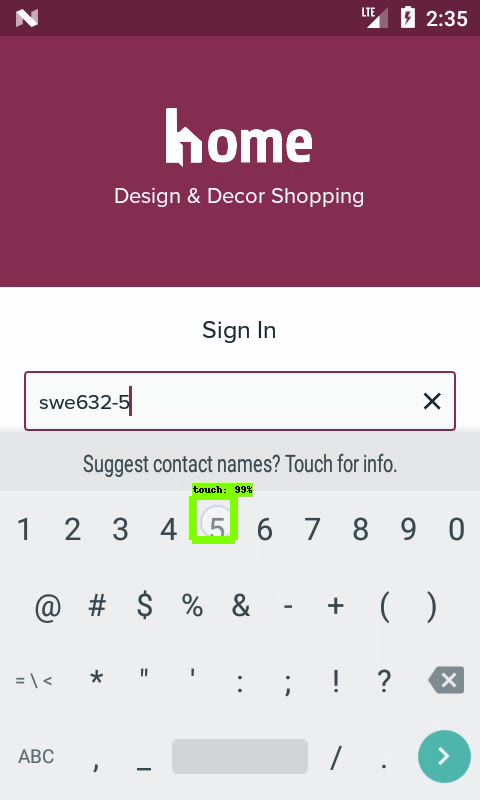 LTE 2:35
home
Design & Decor Shopping
Sign In
swe632-5
Suggest contact names? Touch for info.
touch: 99%
1 2 3 4 5 6 7 8 9 0
@ # $ % & - + ( )
= \ < * " ' : ; ! ?
ABC , _ / .